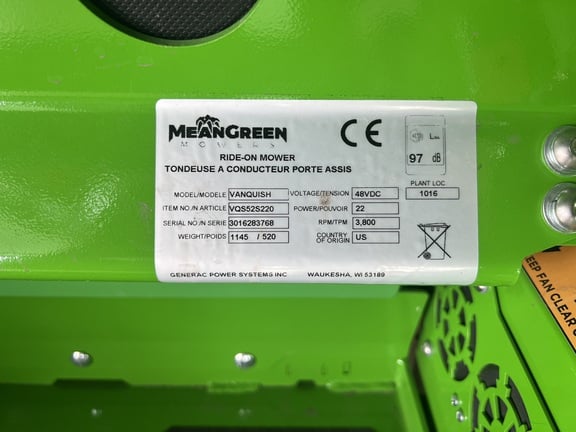 MEANGREEN
MOWERS
RIDE-ON MOWER
TONDEUSE A CONDUCTEUR PORTE ASSIS
CE
97 dB
MODEL/MODELE VANQUISH VOLTAGE/TENSION 48VDC
PLANT LOC
1016
ITEM NO./N ARTICLE VQS52S220 POWER/POUVOIR 22
SERIAL NO./N SERIE 3016283768 RPM/TPM 3,800
WEIGHT/POIDS 1145 / 520 COUNTRY OF ORIGIN US
GENERAC POWER SYSTEMS INC WAUKESHA, WI 53189
FAN CLEAR